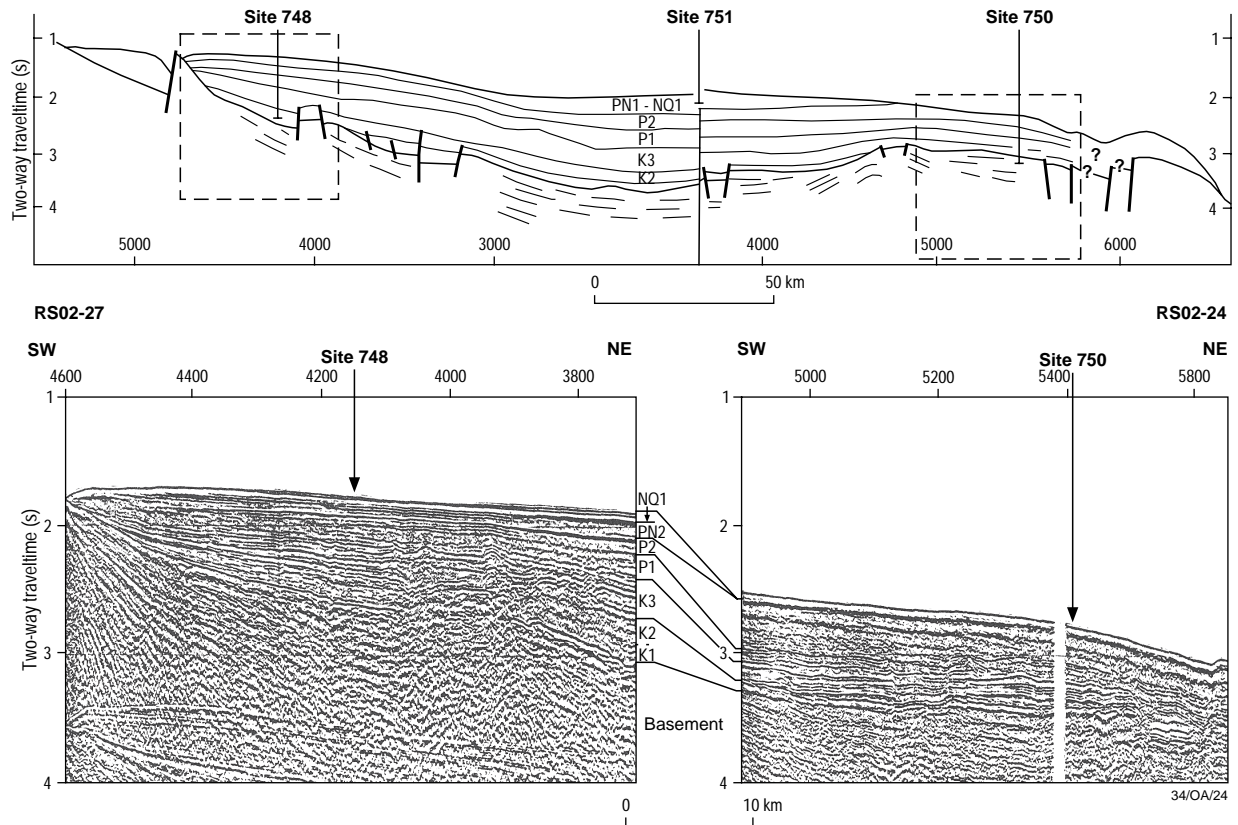 Site 748 Site 751 Site 750
1 1
2 2
3 3
4 4
Two-way traveltime (s)
PN1 - NQ1
P2
P1
K3
K2
? ? ?
5000 4000 3000 4000 5000 6000
0 50 km
RS02-27 RS02-24
SW Site 748 NE SW Site 750 NE
4600 4400 4200 4000 3800 5000 5200 5400 5800
1 1
2 2
3 3
4 4
Two-way traveltime (s)
NQ1
PN2
P2
P1
K3
K2
-
K1
Basement
34/OA/24
0 10 km